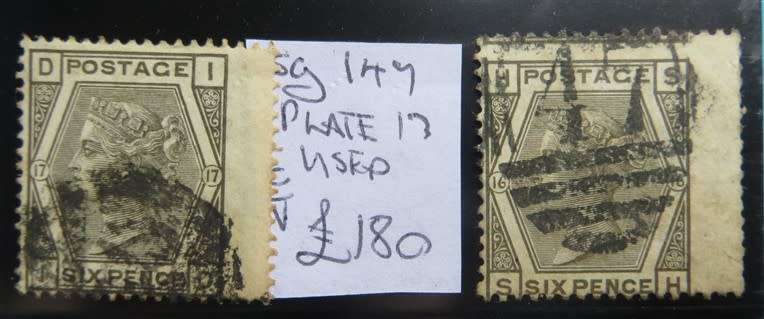 D POSTAGE I
17 17
SIX PENCE
SG 147
PLATE 17
USED
£180
H POSTAGE S
16
S SIX PENCE H